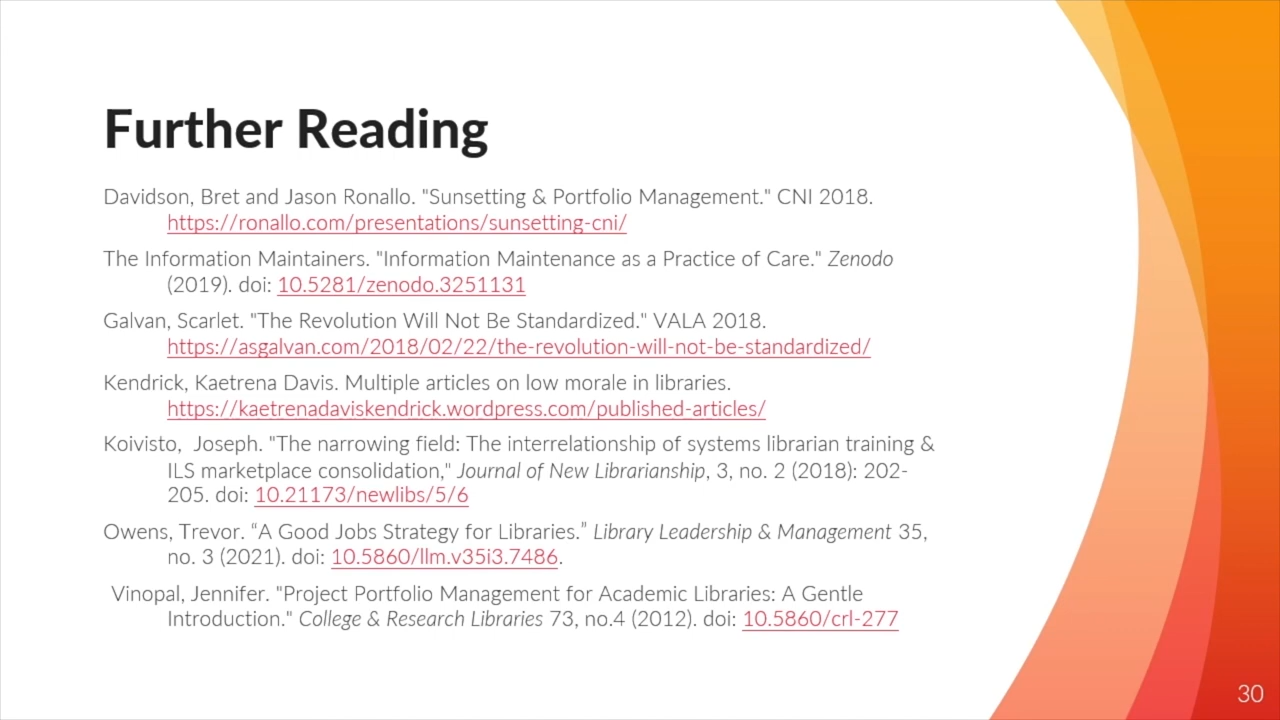 Further Reading
Davidson, Bret and Jason Ronallo. "Sunsetting & Portfolio Management." CNI 2018.
https://ronallo.com/presentations/sunsetting-cni/
The Information Maintainers. "Information Maintenance as a Practice of Care." Zenodo
(2019). doi: 10.5281/zenodo.3251131
Galvan, Scarlet. "The Revolution Will Not Be Standardized." VALA 2018.
https://asgalvan.com/2018/02/22/the-revolution-will-not-be-standardized/
Kendrick, Kaetrena Davis. Multiple articles on low morale in libraries.
https://kaetrenadaviskendrick.wordpress.com/published-articles/
Koivisto,  Joseph. "The narrowing field: The interrelationship of systems librarian training &
ILS marketplace consolidation," Journal of New Librarianship, 3, no. 2 (2018): 202-
205. doi: 10.21173/newlibs/5/6
Owens, Trevor. “A Good Jobs Strategy for Libraries.” Library Leadership & Management 35,
no. 3 (2021). doi: 10.5860/llm.v35i3.7486.
Vinopal, Jennifer. "Project Portfolio Management for Academic Libraries: A Gentle
Introduction." College & Research Libraries 73, no.4 (2012). doi: 10.5860/crl-277
30